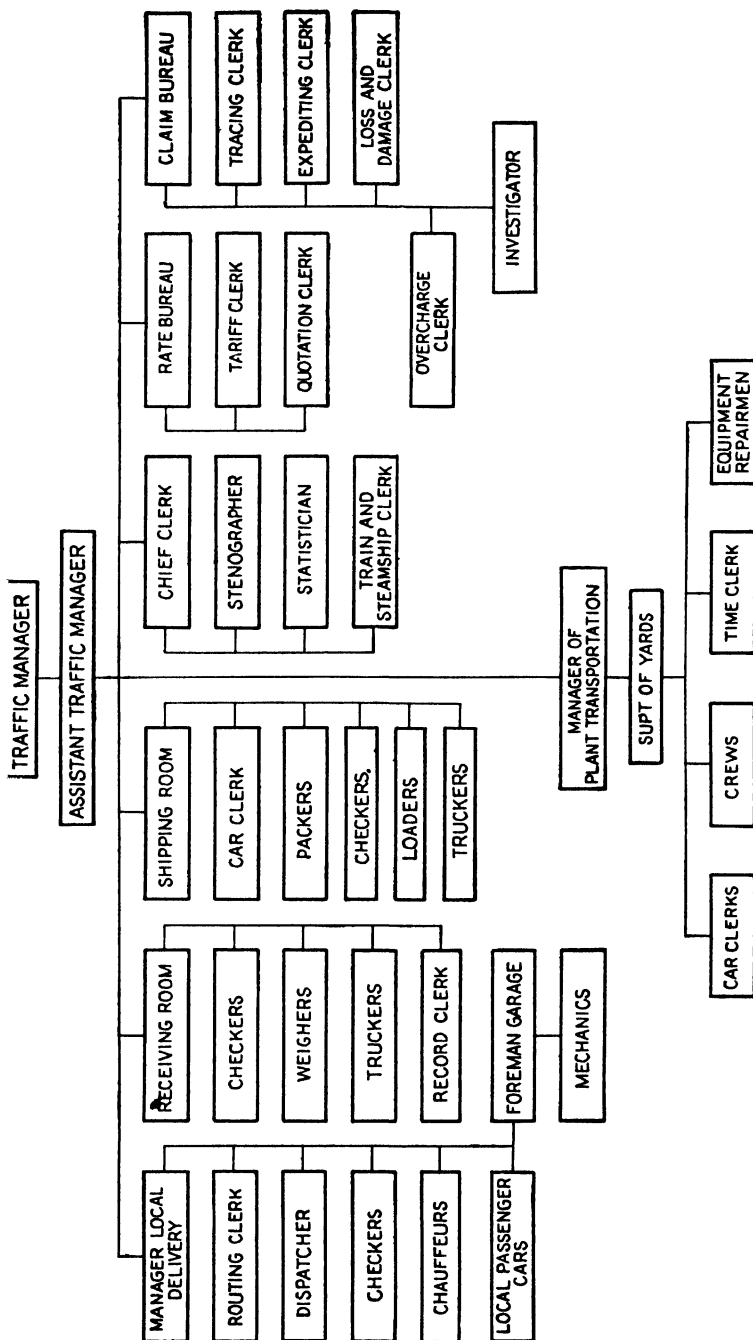 TRAFFIC MANAGER
ASSISTANT TRAFFIC MANAGER
MANAGER LOCAL
DELIVERY
ROUTING CLERK
DISPATCHER
CHECKERS
CHAUFFEURS
LOCAL PASSENGER
CARS
FOREMAN GARAGE
MECHANICS
RECEIVING ROOM
CHECKERS
WEIGHERS
TRUCKERS
RECORD CLERK
SHIPPING ROOM
CAR CLERK
PACKERS
CHECKERS.
LOADERS
TRUCKERS
CHIEF CLERK
STENOGRAPHER
STATISTICIAN
TRAIN AND
STEAMSHIP CLERK
RATE BUREAU
TARIFF CLERK
QUOTATION CLERK
CLAIM BUREAU
TRACING CLERK
EXPEDITING CLERK
LOSS AND
DAMAGE CLERK
OVERCHARGE
CLERK
INVESTIGATOR
MANAGER OF
PLANT TRANSPORTATION
SUPT OF YARDS
CAR CLERKS
CREWS
TIME CLERK
EQUIPMENT
REPAIRMEN